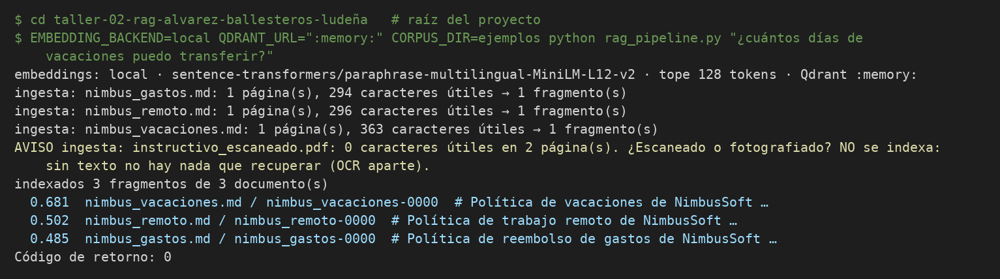 $ cd taller-02-rag-alvarez-ballesteros-ludeña   # raíz del proyecto
$ EMBEDDING_BACKEND=local QDRANT_URL=":memory:" CORPUS_DIR=ejemplos python rag_pipeline.py "¿cuántos días de
    vacaciones puedo transferir?"
embeddings: local · sentence-transformers/paraphrase-multilingual-MiniLM-L12-v2 · tope 128 tokens · Qdrant :memory:
ingesta: nimbus_gastos.md: 1 página(s), 294 caracteres útiles → 1 fragmento(s)
ingesta: nimbus_remoto.md: 1 página(s), 296 caracteres útiles → 1 fragmento(s)
ingesta: nimbus_vacaciones.md: 1 página(s), 363 caracteres útiles → 1 fragmento(s)
AVISO ingesta: instructivo_escaneado.pdf: 0 caracteres útiles en 2 página(s). ¿Escaneado o fotografiado? NO se indexa:
    sin texto no hay nada que recuperar (OCR aparte).
indexados 3 fragmentos de 3 documento(s)
  0.681  nimbus_vacaciones.md / nimbus_vacaciones-0000  # Política de vacaciones de NimbusSoft …
  0.502  nimbus_remoto.md / nimbus_remoto-0000  # Política de trabajo remoto de NimbusSoft …
  0.485  nimbus_gastos.md / nimbus_gastos-0000  # Política de reembolso de gastos de NimbusSoft …
Código de retorno: 0